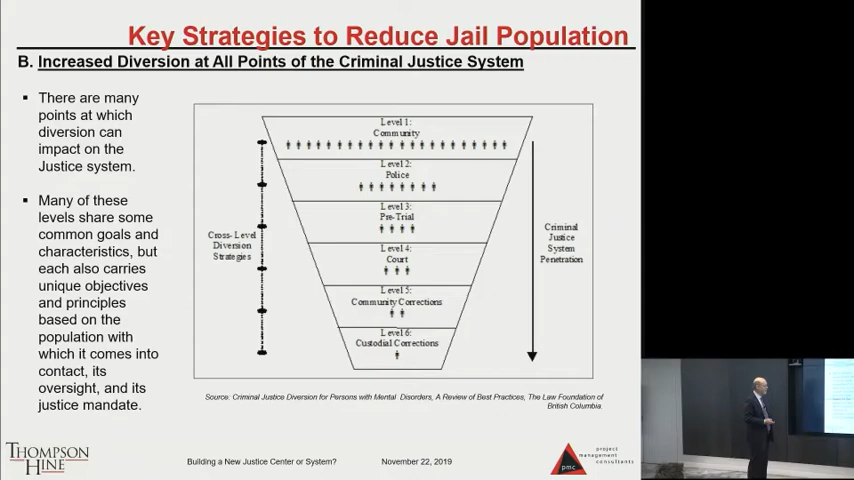 Key Strategies to Reduce Jail Population
B. Increased Diversion at All Points of the Criminal Justice System
▪ There are many
points at which
diversion can
impact on the
Justice system.
▪ Many of these
levels share some
common goals and
characteristics, but
each also carries
unique objectives
and principles
based on the
population with
which it comes into
contact, its
oversight, and its
justice mandate.
Level 1:
Community
Level 2:
Police
Level 3:
Pre-Trial
Level 4:
Court
Level 5:
Community Corrections
Level 6:
Custodial Corrections
Cross-Level
Diversion
Strategies
Criminal
Justice
System
Penetration
Source: Criminal Justice Diversion for Persons with Mental Disorders, A Review of Best Practices, The Law Foundation of
British Columbia.
THOMPSON
HINE
Building a New Justice Center or System?
November 22, 2019
pmc
project
management
consultants